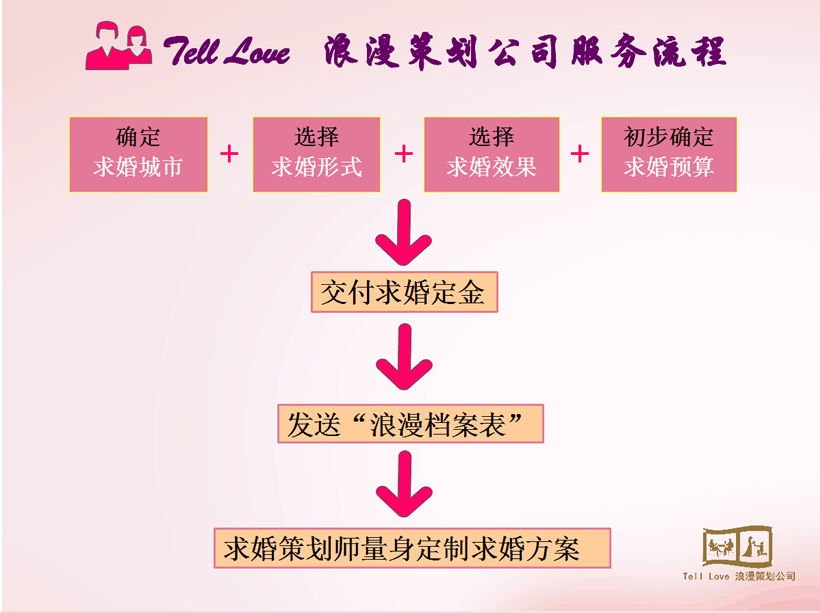 Tell Love 浪漫策划公司服务流程
确定
求婚城市
+
选择
求婚形式
+
选择
求婚效果
+
初步确定
求婚预算
交付求婚定金
发送“浪漫档案表”
求婚策划师量身定制求婚方案
Tell Love 浪漫策划公司